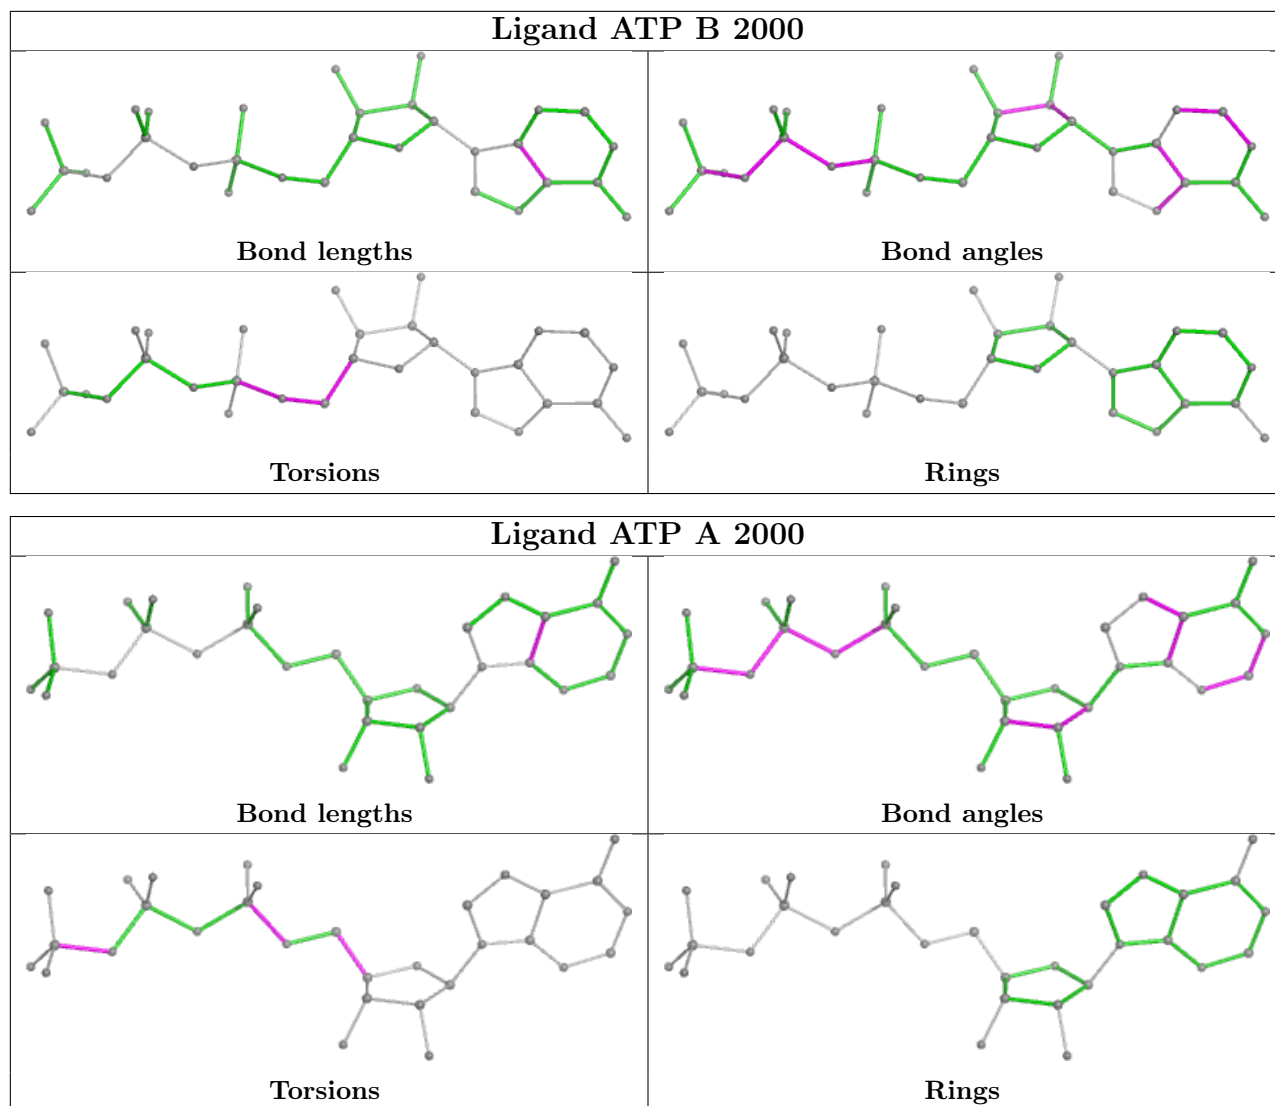 Ligand ATP B 2000
Bond lengths
Bond angles
Torsions
Rings
Ligand ATP A 2000
Bond lengths
Bond angles
Torsions
Rings